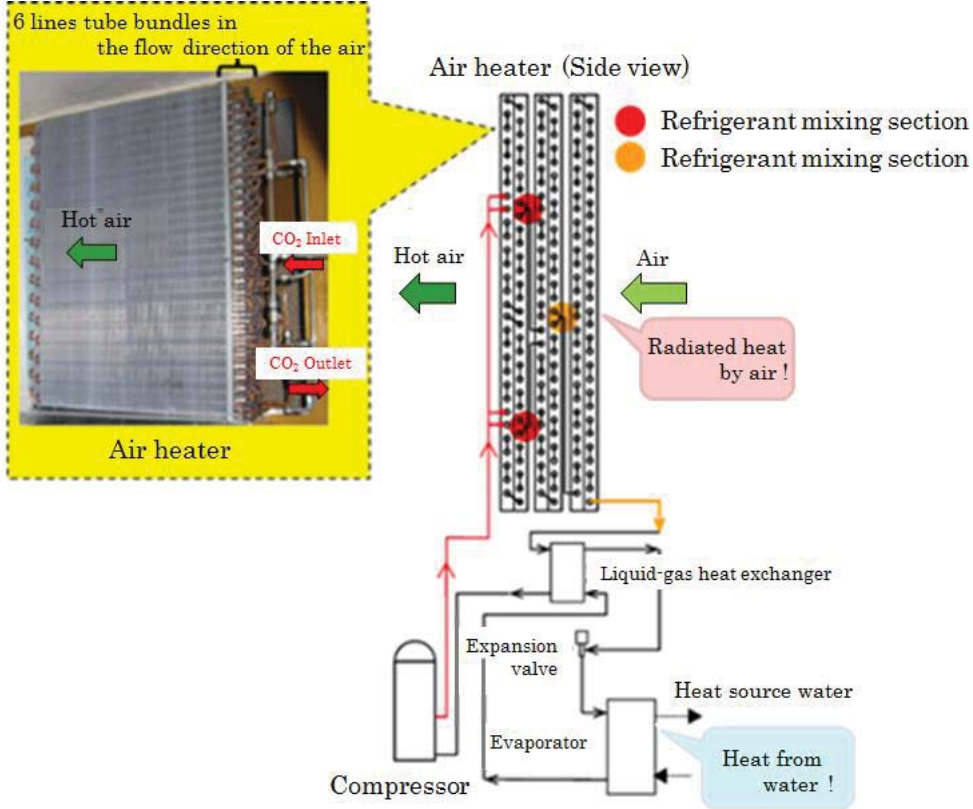 6 lines tube bundles in
the flow direction of the air
Hot air
CO₂ Inlet
CO₂ Outlet
Air heater
Air heater (Side view)
Refrigerant mixing section
Refrigerant mixing section
Hot air
Air
Radiated heat
by air !
Liquid-gas heat exchanger
Expansion
valve
Heat source water
Evaporator
Heat from
water !
Compressor